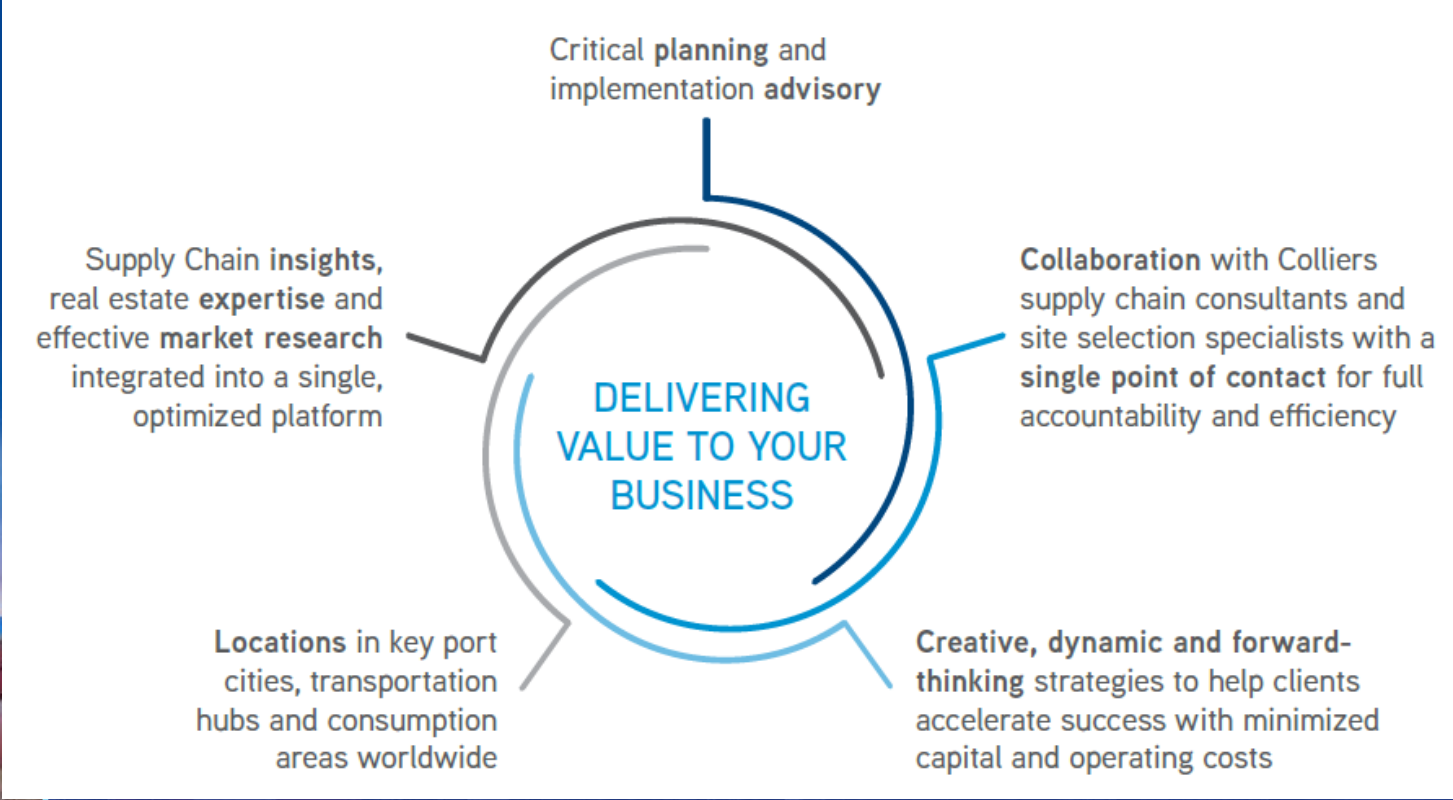 Critical planning and
implementation advisory
Supply Chain insights,
real estate expertise and
effective market research
integrated into a single,
optimized platform
Collaboration with Colliers
supply chain consultants and
site selection specialists with a
single point of contact for full
accountability and efficiency
DELIVERING
VALUE TO YOUR
BUSINESS
Locations in key port
cities, transportation
hubs and consumption
areas worldwide
Creative, dynamic and forward-
thinking strategies to help clients
accelerate success with minimized
capital and operating costs